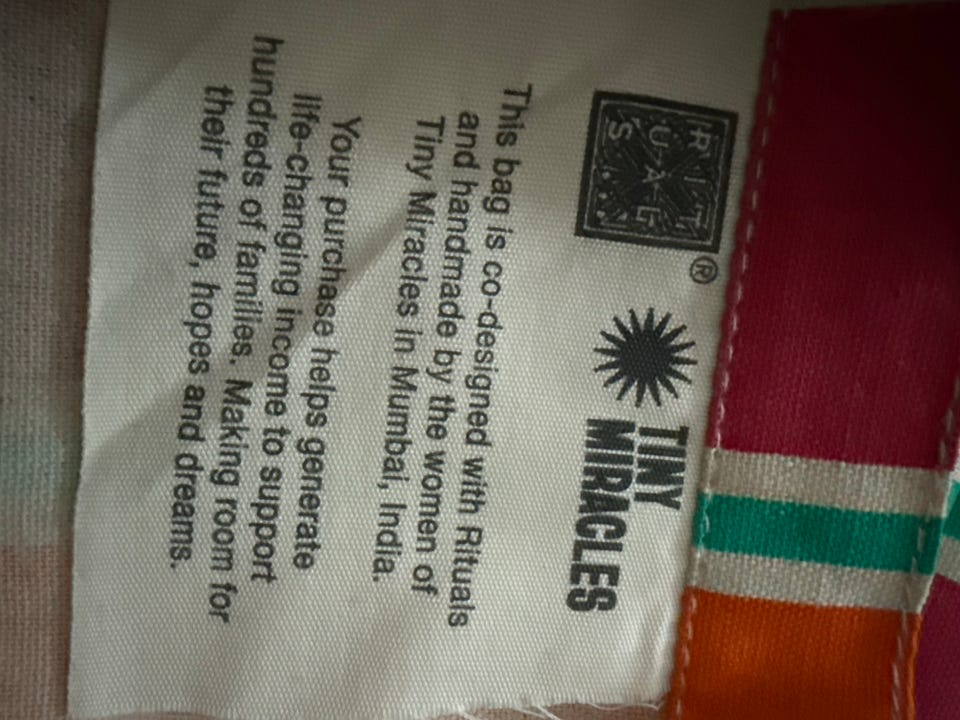 RITUALS®
TINY
MIRACLES
This bag is co-designed with Rituals
and handmade by the women of
Tiny Miracles in Mumbai, India.
Your purchase helps generate
life-changing income to support
hundreds of families. Making room for
their future, hopes and dreams.